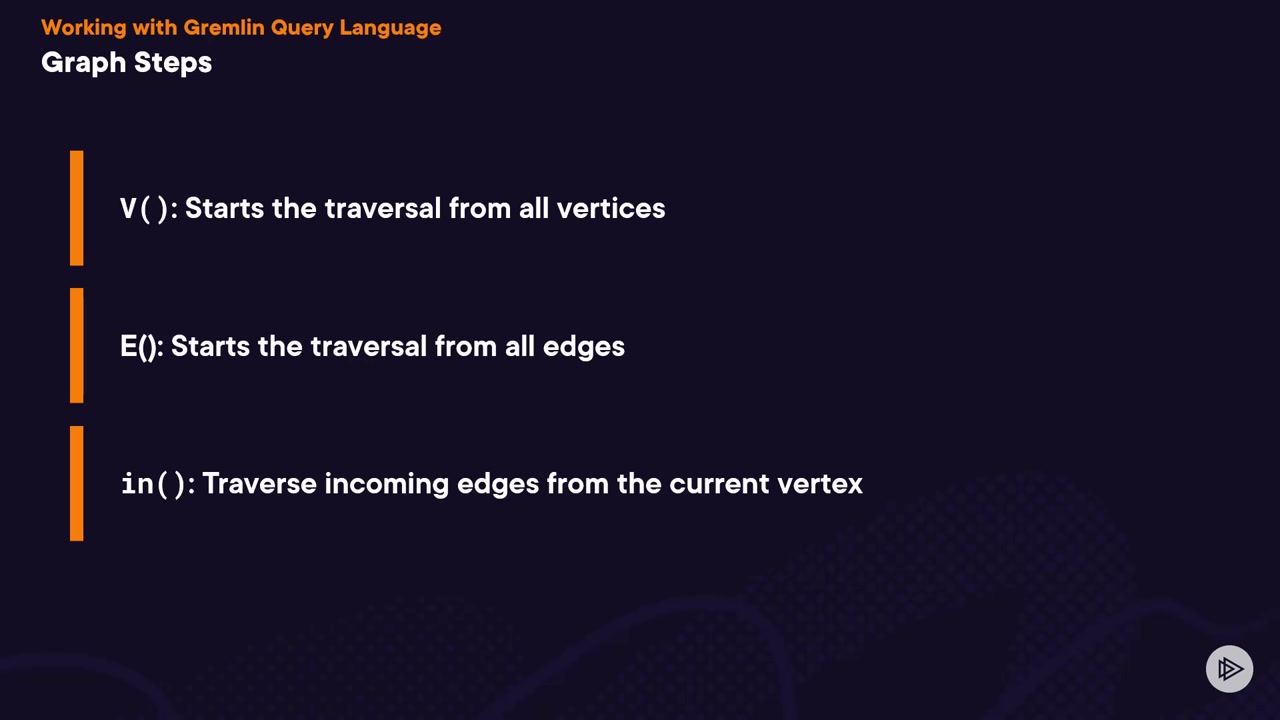 Working with Gremlin Query Language
Graph Steps
V(): Starts the traversal from all vertices
E(): Starts the traversal from all edges
in(): Traverse incoming edges from the current vertex